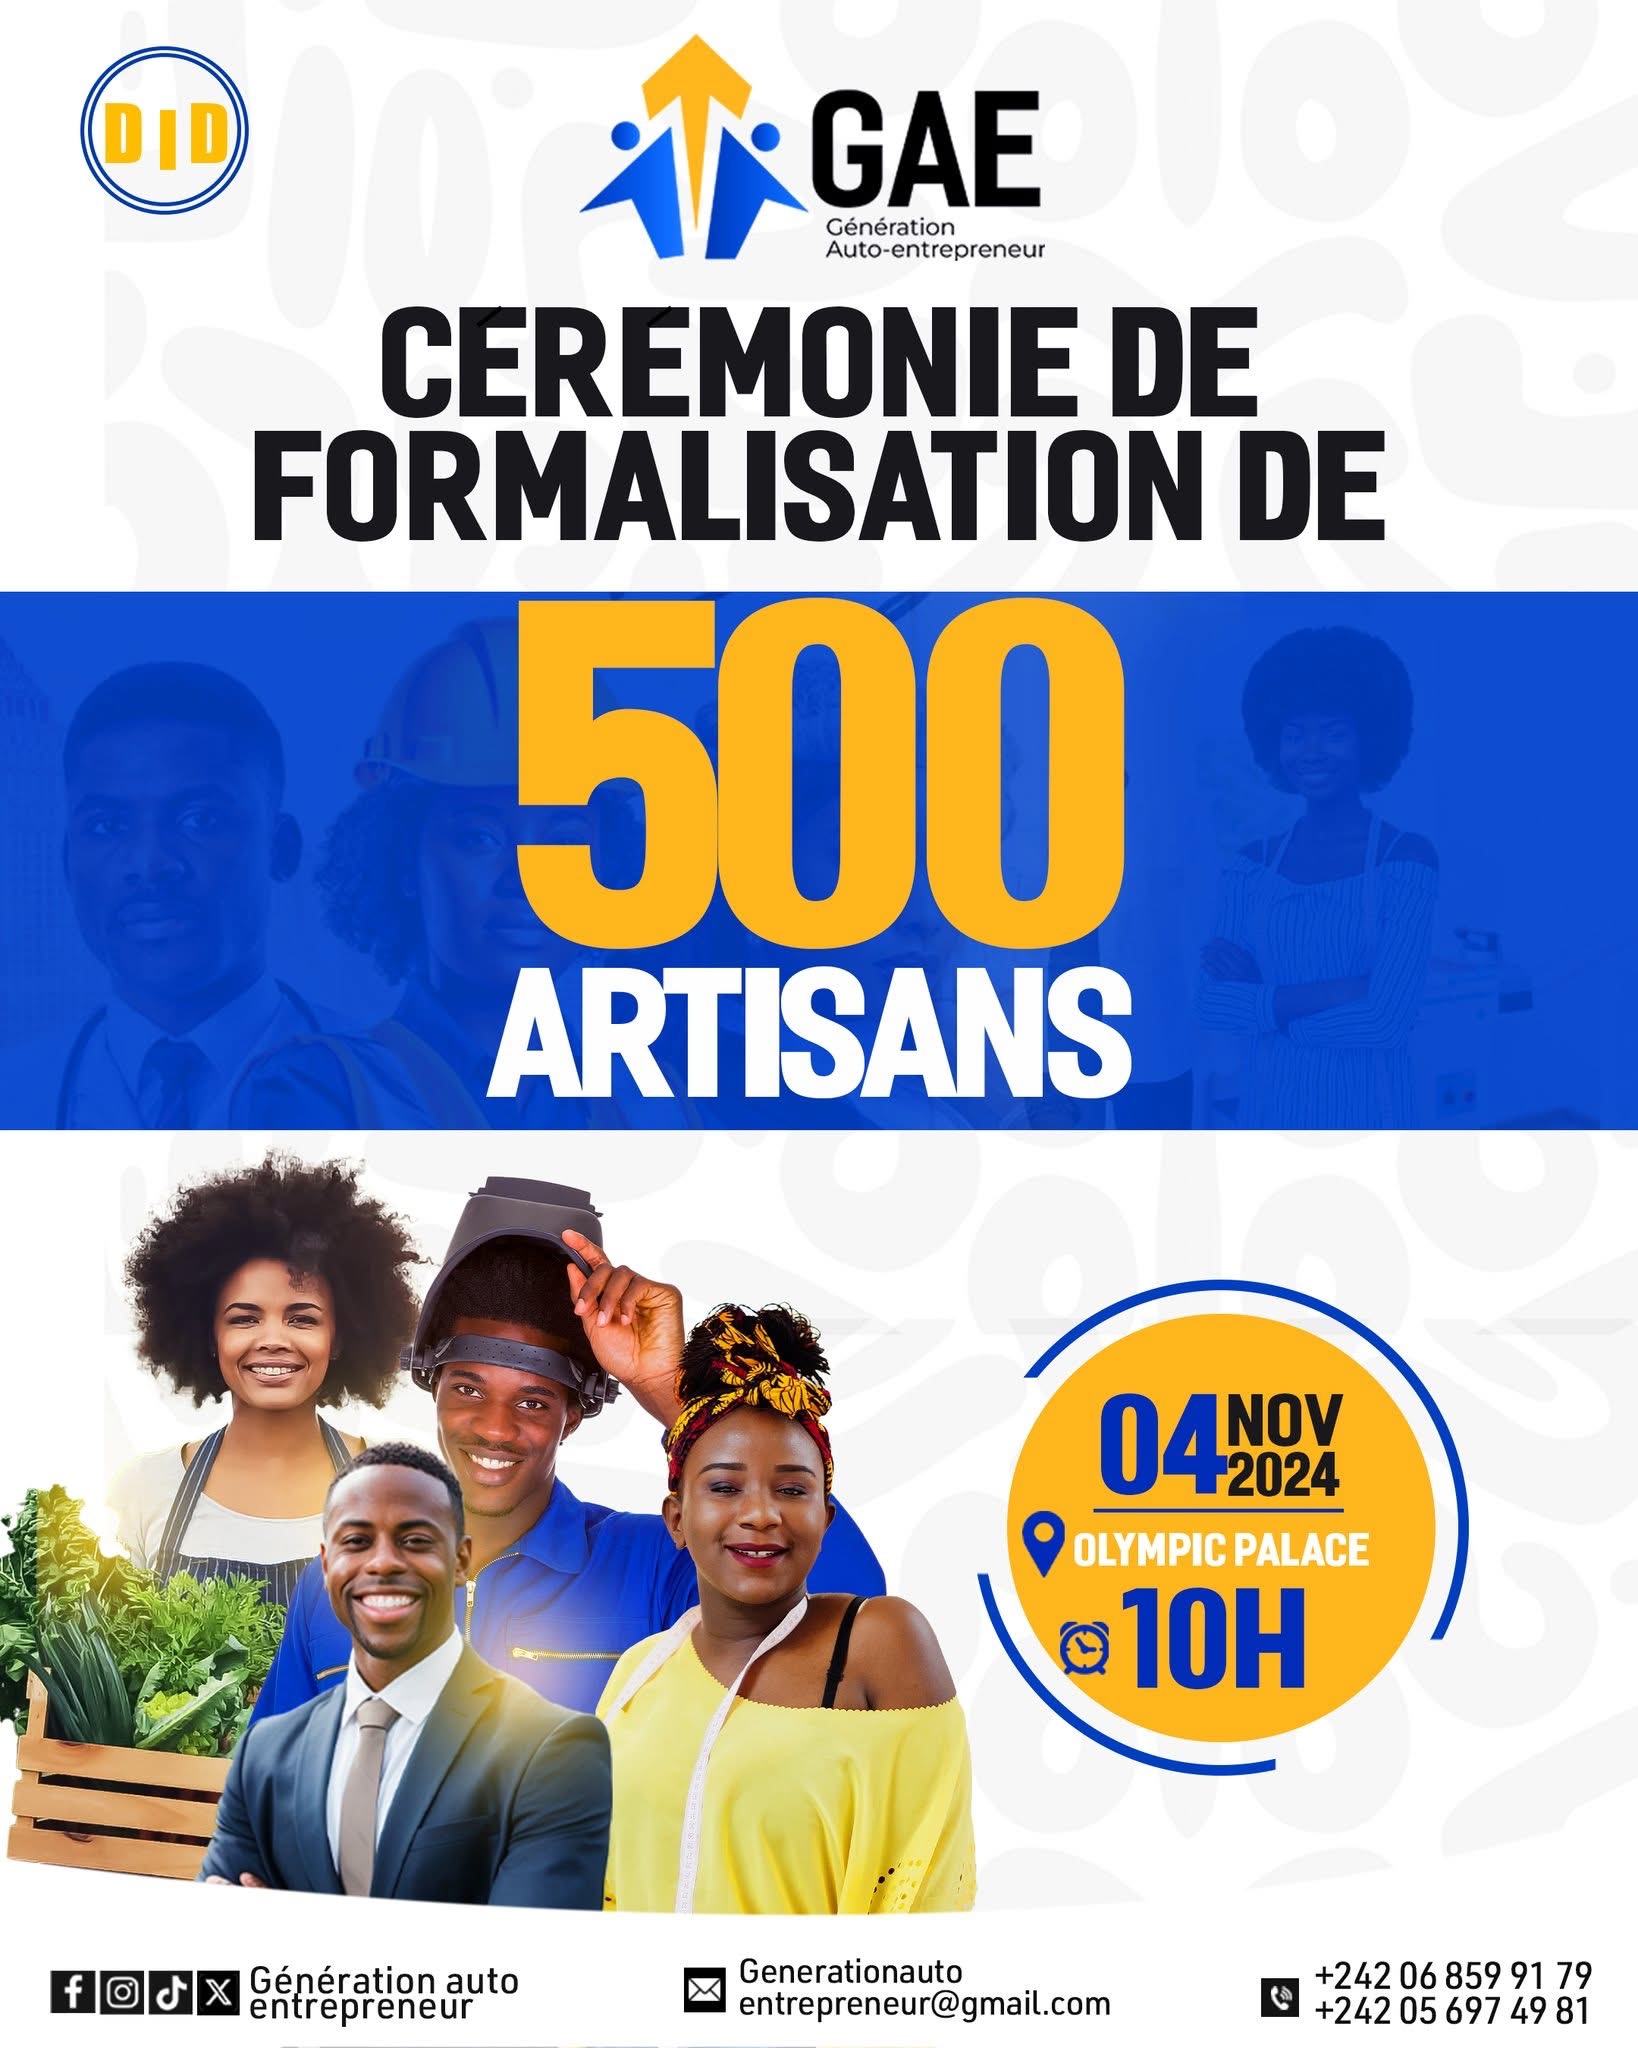 D|D
GAE
Génération
Auto-entrepreneur
CÉRÉMONIE DE
FORMALISATION DE
500
ARTISANS
04 NOV
2024
OLYMPIC PALACE
10H
Génération auto
entrepreneur
Generationauto
entrepreneur@gmail.com
+242 06 859 91 79
+242 05 697 49 81